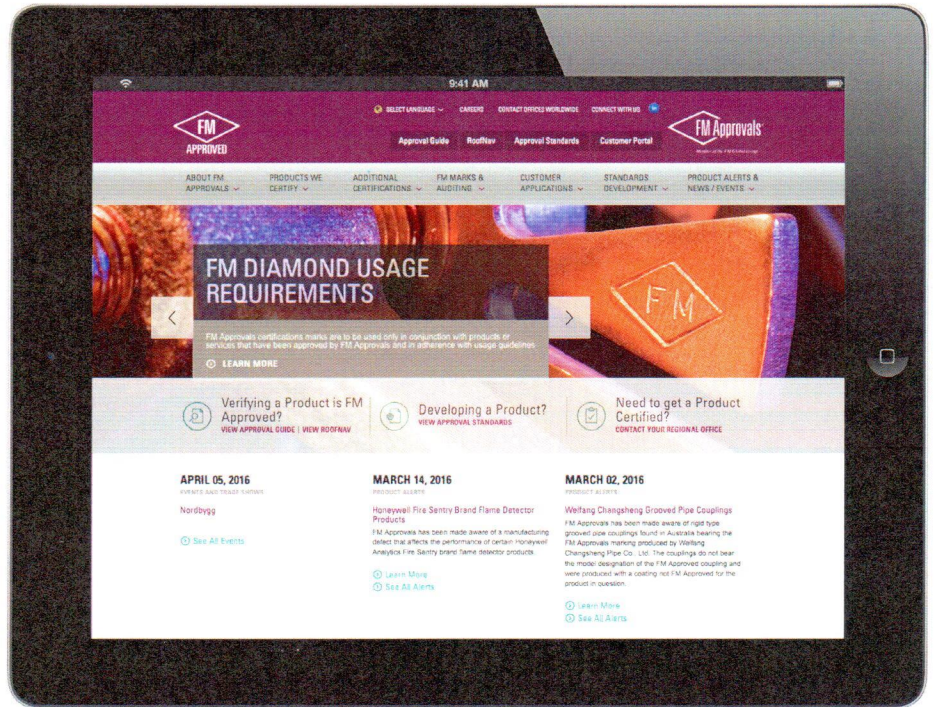 9:41 AM
SELECT LANGUAGE
CAREERS
CONTACT OFFICES WORLDWIDE
CONNECT WITH US
FM
APPROVED
Approval Guide
RoofNav
Approval Standards
Customer Portal
FM Approvals
Member of the FM Global Group
ABOUT FM
APPROVALS
PRODUCTS WE
CERTIFY
ADDITIONAL
CERTIFICATIONS
FM MARKS &
AUDITING
CUSTOMER
APPLICATIONS
STANDARDS
DEVELOPMENT
PRODUCT ALERTS &
NEWS / EVENTS
FM DIAMOND USAGE
REQUIREMENTS
FM Approvals certifications marks are to be used only in conjunction with products or
services that have been approved by FM Approvals and in adherence with usage guidelines
LEARN MORE
FM
Verifying a Product is FM
Approved?
VIEW APPROVAL GUIDE | VIEW ROOFNAV
Developing a Product?
VIEW APPROVAL STANDARDS
Need to get a Product
Certified?
CONTACT YOUR REGIONAL OFFICE
APRIL 05, 2016
EVENTS AND TRADE SHOWS
Nordbygg
See All Events
MARCH 14, 2016
PRODUCT ALERTS
Honeywell Fire Sentry Brand Flame Detector
Products
FM Approvals has been made aware of a manufacturing
defect that affects the performance of certain Honeywell
Analytics Fire Sentry brand flame detector products.
Learn More
See All Alerts
MARCH 02, 2016
PRODUCT ALERTS
Weifang Changsheng Grooved Pipe Couplings
FM Approvals has been made aware of rigid type
grooved pipe couplings found in Australia bearing the
FM Approvals marking produced by Weifang
Changsheng Pipe Co., Ltd. The couplings do not bear
the model designation of the FM Approved coupling and
were produced with a coating not FM Approved for the
product in question.
Learn More
See All Alerts